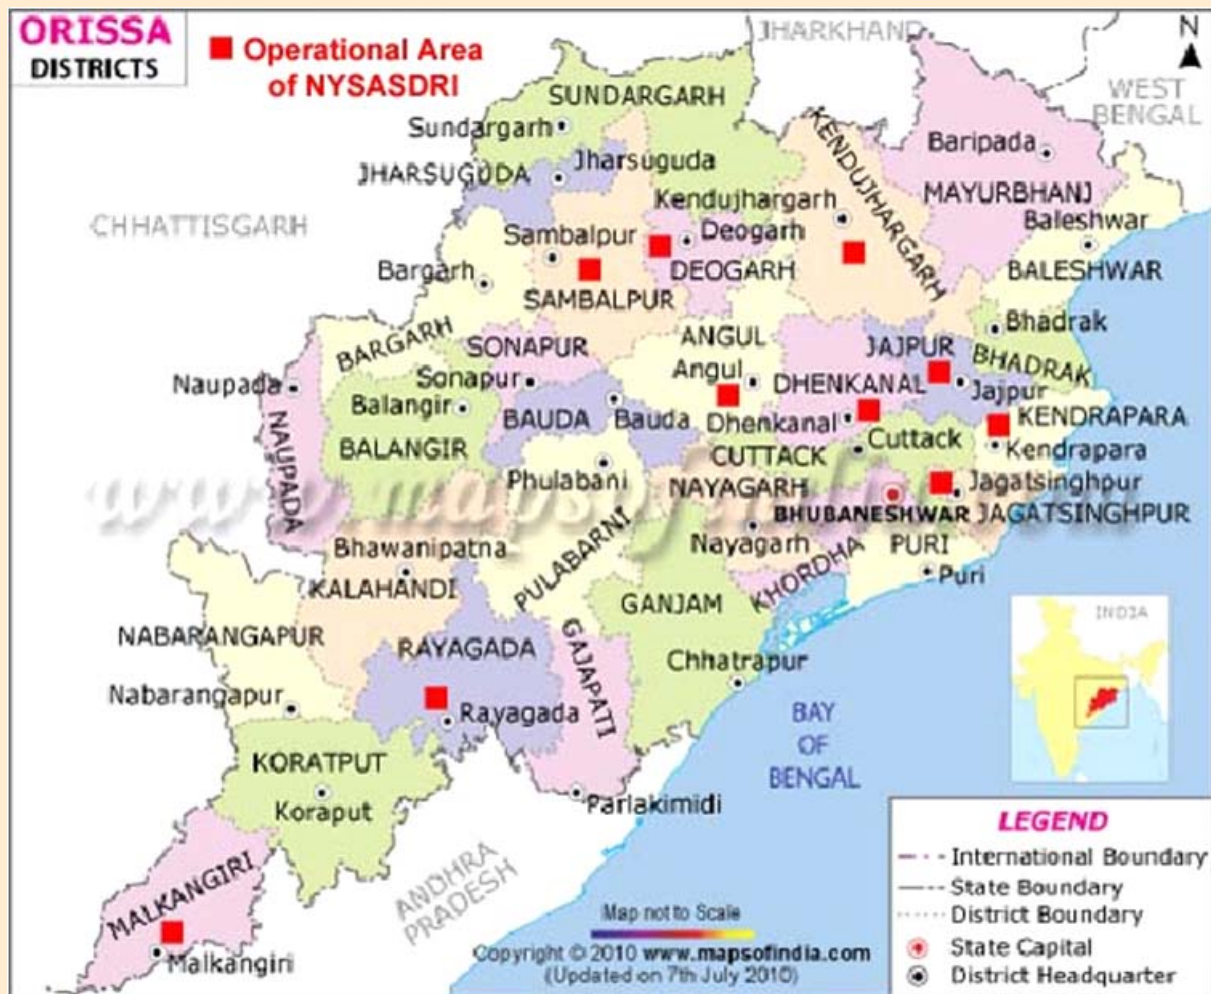 ORISSA
DISTRICTS
Operational Area
of NYSASDRI
JHARKHAND
N
WEST
BENGAL
SUNDARGARH
Sundargarh
KENDUJHARGARH
Baripada
JHARSUGUDA
Jharsuguda
MAYURBHANJ
Kendujhargarh
CHHATTISGARH
Sambalpur
Deogarh
Baleshwar
Bargarh
DEOGARH
BALESHWAR
SAMBALPUR
BARGARH
ANGUL
Bhadrak
SONAPUR
JAJPUR
BHADRAK
Naupada
Sonapur
Angul
DHENKANAL
Jajpur
Balangir
BAUDA
Bauda
Dhenkanal
KENDRAPARA
NAUPADA
BALANGIR
CUTTACK
Cuttack
Kendrapara
Phulabani
NAYAGARH
Jagatsinghpur
www.mapsofindia.com
BHUBANESHWAR
JAGATSINGHPUR
Bhawanipatna
PULABARNI
Nayagarh
KHORDHA
PURI
Puri
KALAHANDI
GANJAM
INDIA
NABARANGAPUR
RAYAGADA
GAJAPATI
Chhatrapur
Nabarangapur
Rayagada
BAY
OF
BENGAL
KORATPUT
Koraput
Parlakimidi
MALKANGIRI
Malkangiri
ANDHRA
PRADESH
Map not to Scale
Copyright © 2010 www.mapsofindia.com
(Updated on 7th July 2010)
LEGEND
International Boundary
State Boundary
District Boundary
State Capital
District Headquarter